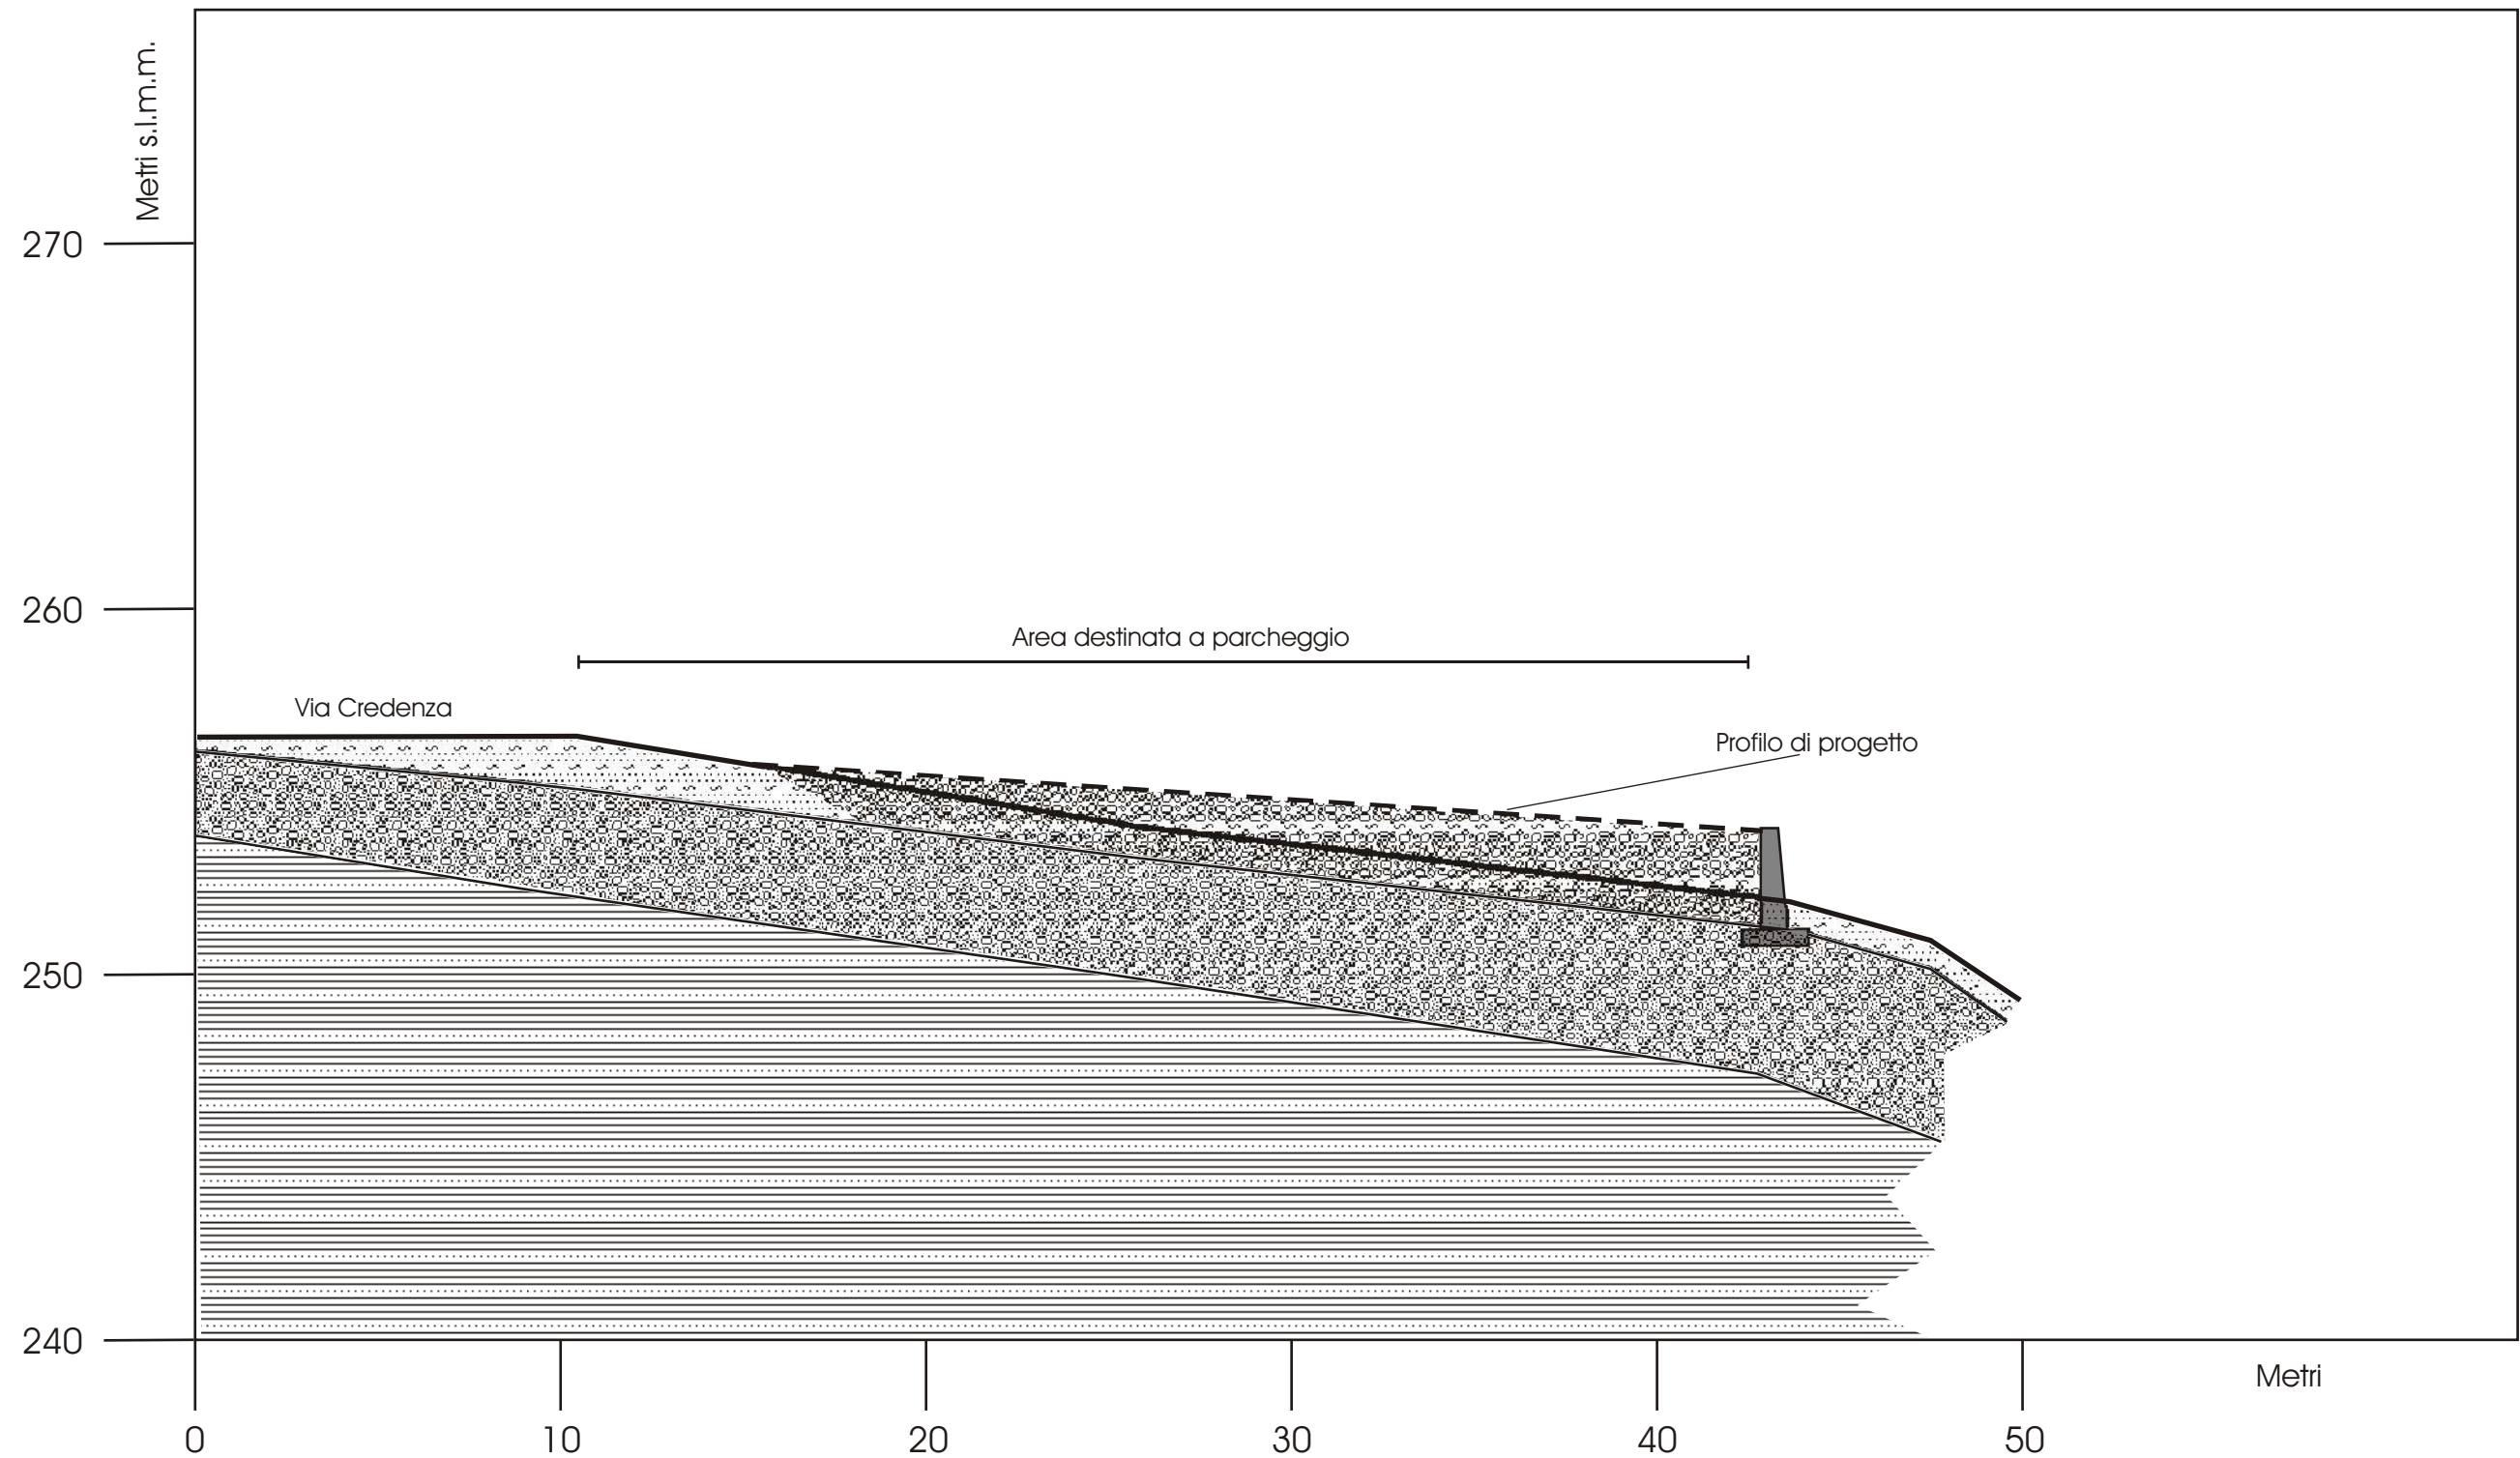 Metri s.l.m.m.
270
260
Area destinata a parcheggio
Via Credenza
Profilo di progetto
250
240
Metri
0
10
20
30
40
50